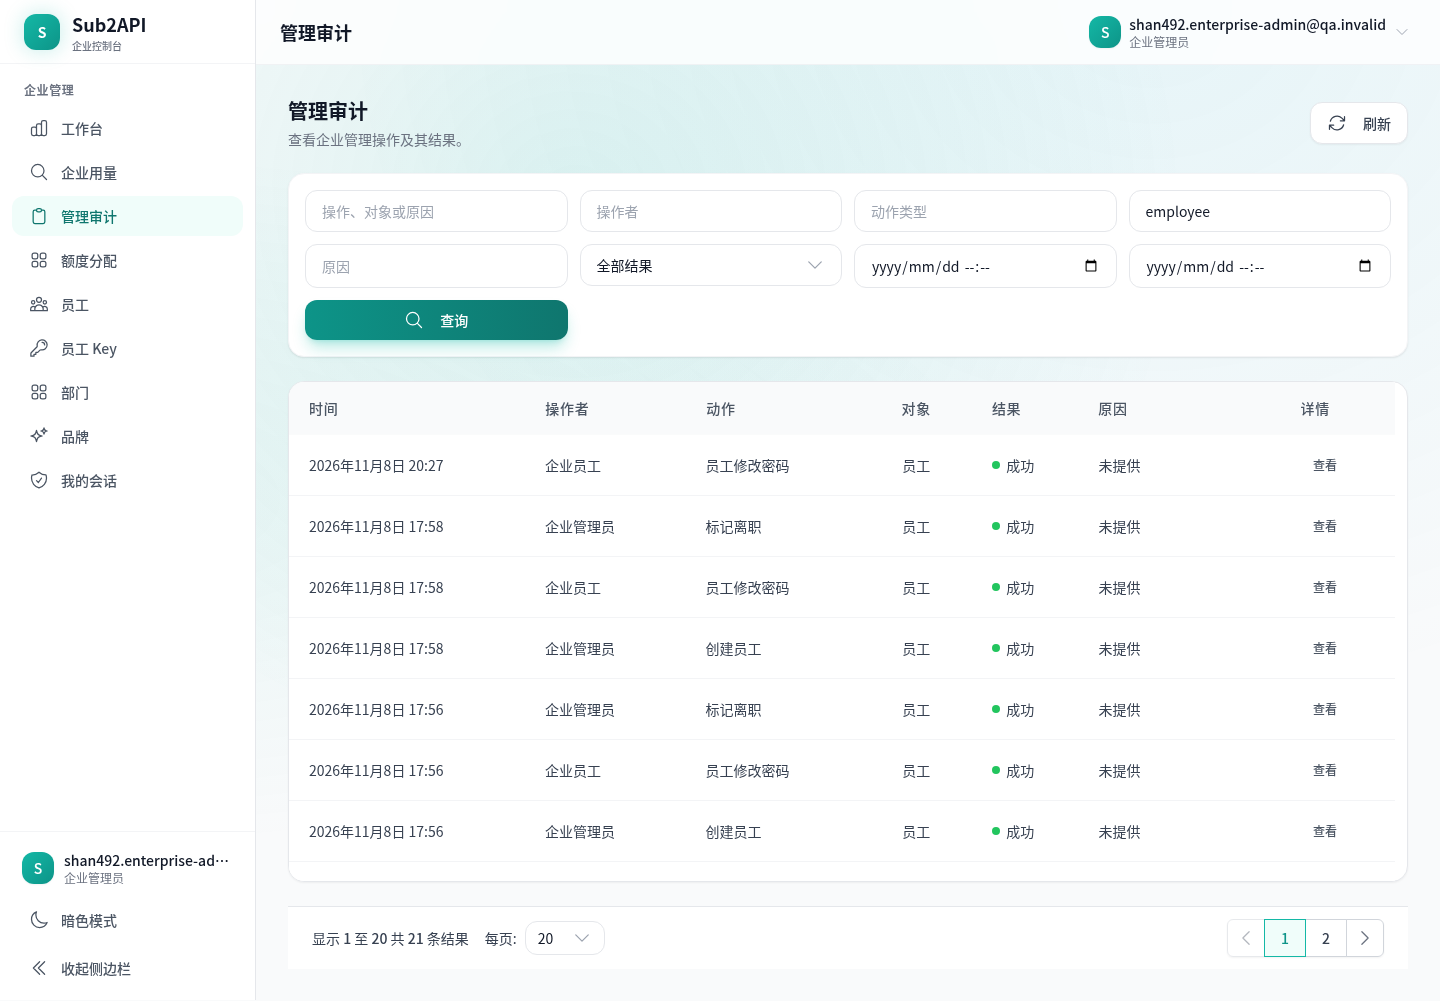 S
Sub2API
企业控制台
企业管理
工作台
企业用量
管理审计
额度分配
员工
员工 Key
部门
品牌
我的会话
S
shan492.enterprise-ad···
企业管理员
暗色模式
收起侧边栏
管理审计
S
shan492.enterprise-admin@qa.invalid
企业管理员
管理审计
查看企业管理操作及其结果。
刷新
操作、对象或原因 操作者 动作类型 employee
原因 全部结果 yyyy/mm/dd --:-- yyyy/mm/dd --:--
查询
时间 操作者 动作 对象 结果 原因 详情
2026年11月8日 20:27 企业员工 员工修改密码 员工 成功 未提供 查看
2026年11月8日 17:58 企业管理员 标记离职 员工 成功 未提供 查看
2026年11月8日 17:58 企业员工 员工修改密码 员工 成功 未提供 查看
2026年11月8日 17:58 企业管理员 创建员工 员工 成功 未提供 查看
2026年11月8日 17:56 企业管理员 标记离职 员工 成功 未提供 查看
2026年11月8日 17:56 企业员工 员工修改密码 员工 成功 未提供 查看
2026年11月8日 17:56 企业管理员 创建员工 员工 成功 未提供 查看
显示 1 至 20 共 21 条结果 每页: 20 1 2